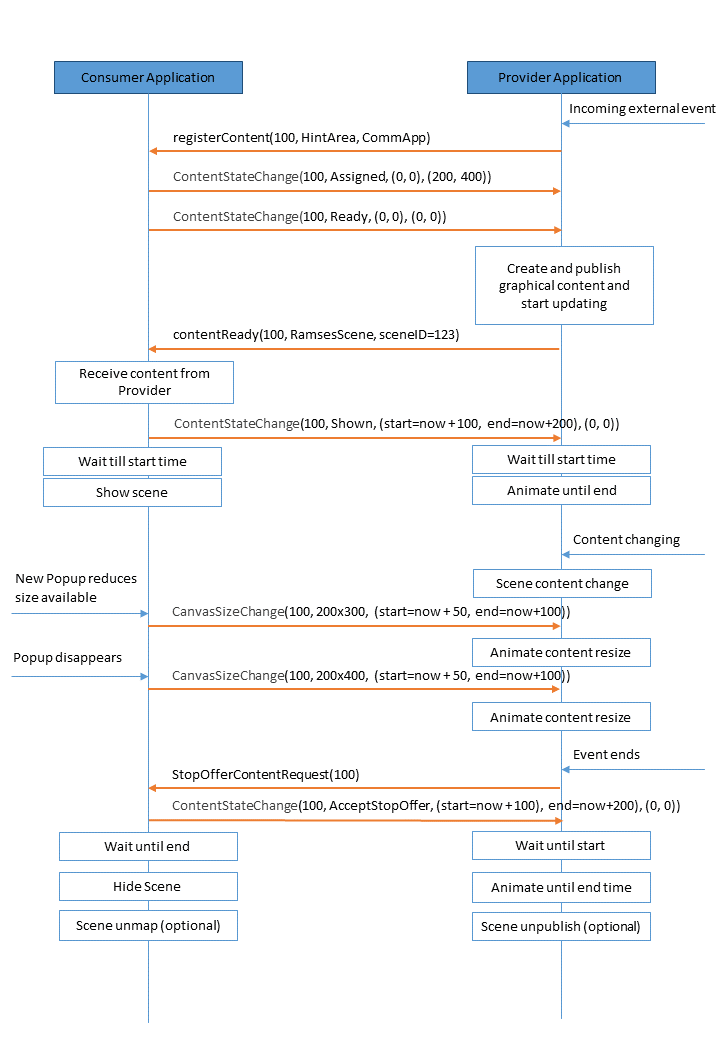 Consumer Application
Provider Application
Incoming external event
registerContent(100, HintArea, CommApp)
ContentStateChange(100, Assigned, (0, 0), (200, 400))
ContentStateChange(100, Ready, (0, 0), (0, 0))
Create and publish
graphical content and
start updating
contentReady(100, RamsesScene, sceneID=123)
Receive content from
Provider
ContentStateChange(100, Shown, (start=now + 100, end=now+200), (0, 0))
Wait till start time
Wait till start time
Show scene
Animate until end
Content changing
Scene content change
New Popup reduces
size available
CanvasSizeChange(100, 200x300, (start=now + 50, end=now+100))
Animate content resize
Popup disappears
CanvasSizeChange(100, 200x400, (start=now + 50, end=now+100))
Animate content resize
Event ends
StopOfferContentRequest(100)
ContentStateChange(100, AcceptStopOffer, (start=now + 100), end=now+200), (0, 0))
Wait until end
Wait until start
Hide Scene
Animate until end time
Scene unmap (optional)
Scene unpublish (optional)